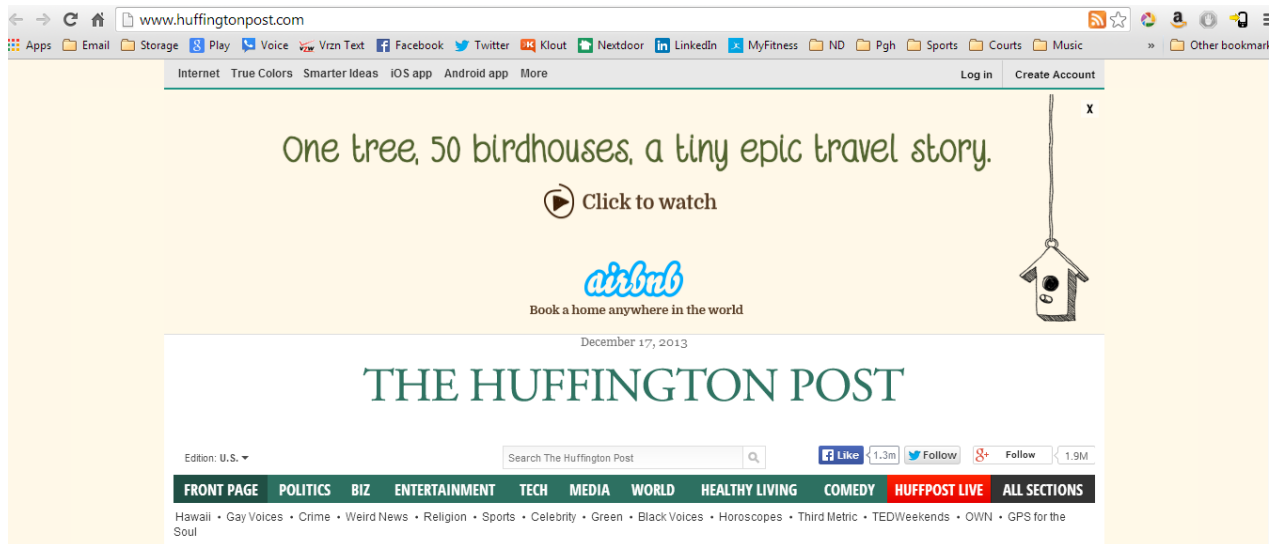 www.huffingtonpost.com
Apps Email Storage Play Voice Vrzn Text Facebook Twitter Klout Nextdoor LinkedIn MyFitness ND Pgh Sports Courts Music » Other bookmark
Internet True Colors Smarter Ideas iOS app Android app More Log in Create Account
X
One tree, 50 birdhouses, a tiny epic travel story.
Click to watch
airbnb
Book a home anywhere in the world
December 17, 2013
THE HUFFINGTON POST
Edition: U.S. Search The Huffington Post Like 1.3m Follow Follow 1.9M
FRONT PAGE POLITICS BIZ ENTERTAINMENT TECH MEDIA WORLD HEALTHY LIVING COMEDY HUFFPOST LIVE ALL SECTIONS
Hawaii • Gay Voices • Crime • Weird News • Religion • Sports • Celebrity • Green • Black Voices • Horoscopes • Third Metric • TEDWeekends • OWN • GPS for the
Soul